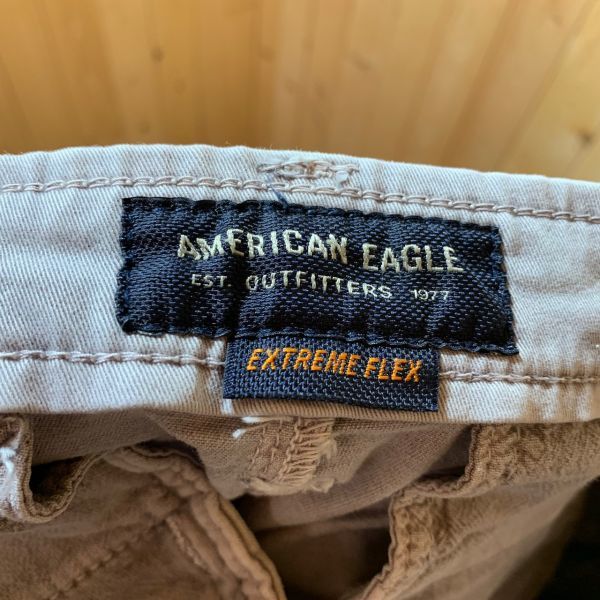 AMERICAN EAGLE
EST. OUTFITTERS 1977
EXTREME FLEX